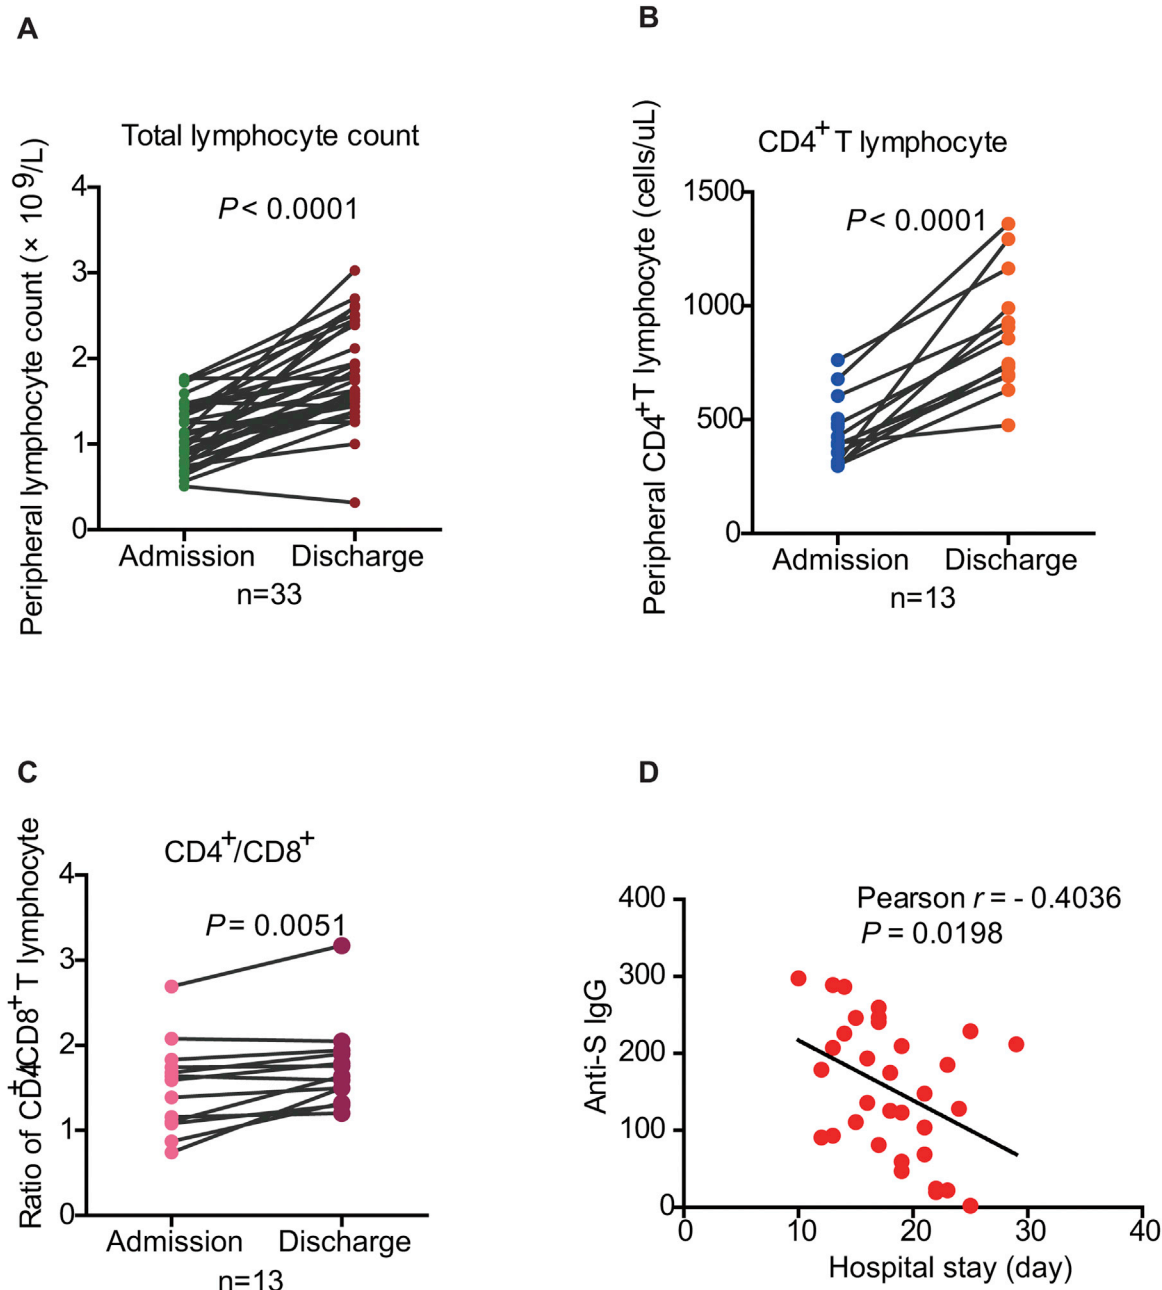 A
Total lymphocyte count
Peripheral lymphocyte count (× 10⁹/L)
P < 0.0001
4
3
2
1
0
Admission Discharge
n=33
B
CD4⁺ T lymphocyte
Peripheral CD4⁺T lymphocyte (cells/uL)
P < 0.0001
1500
1000
500
0
Admission Discharge
n=13
C
CD4⁺/CD8⁺
Ratio of CD4⁺/CD8⁺ T lymphocyte
P = 0.0051
4
3
2
1
0
Admission Discharge
n=13
D
Pearson r = - 0.4036
P = 0.0198
Anti-S IgG
400
300
200
100
0
0 10 20 30 40
Hospital stay (day)